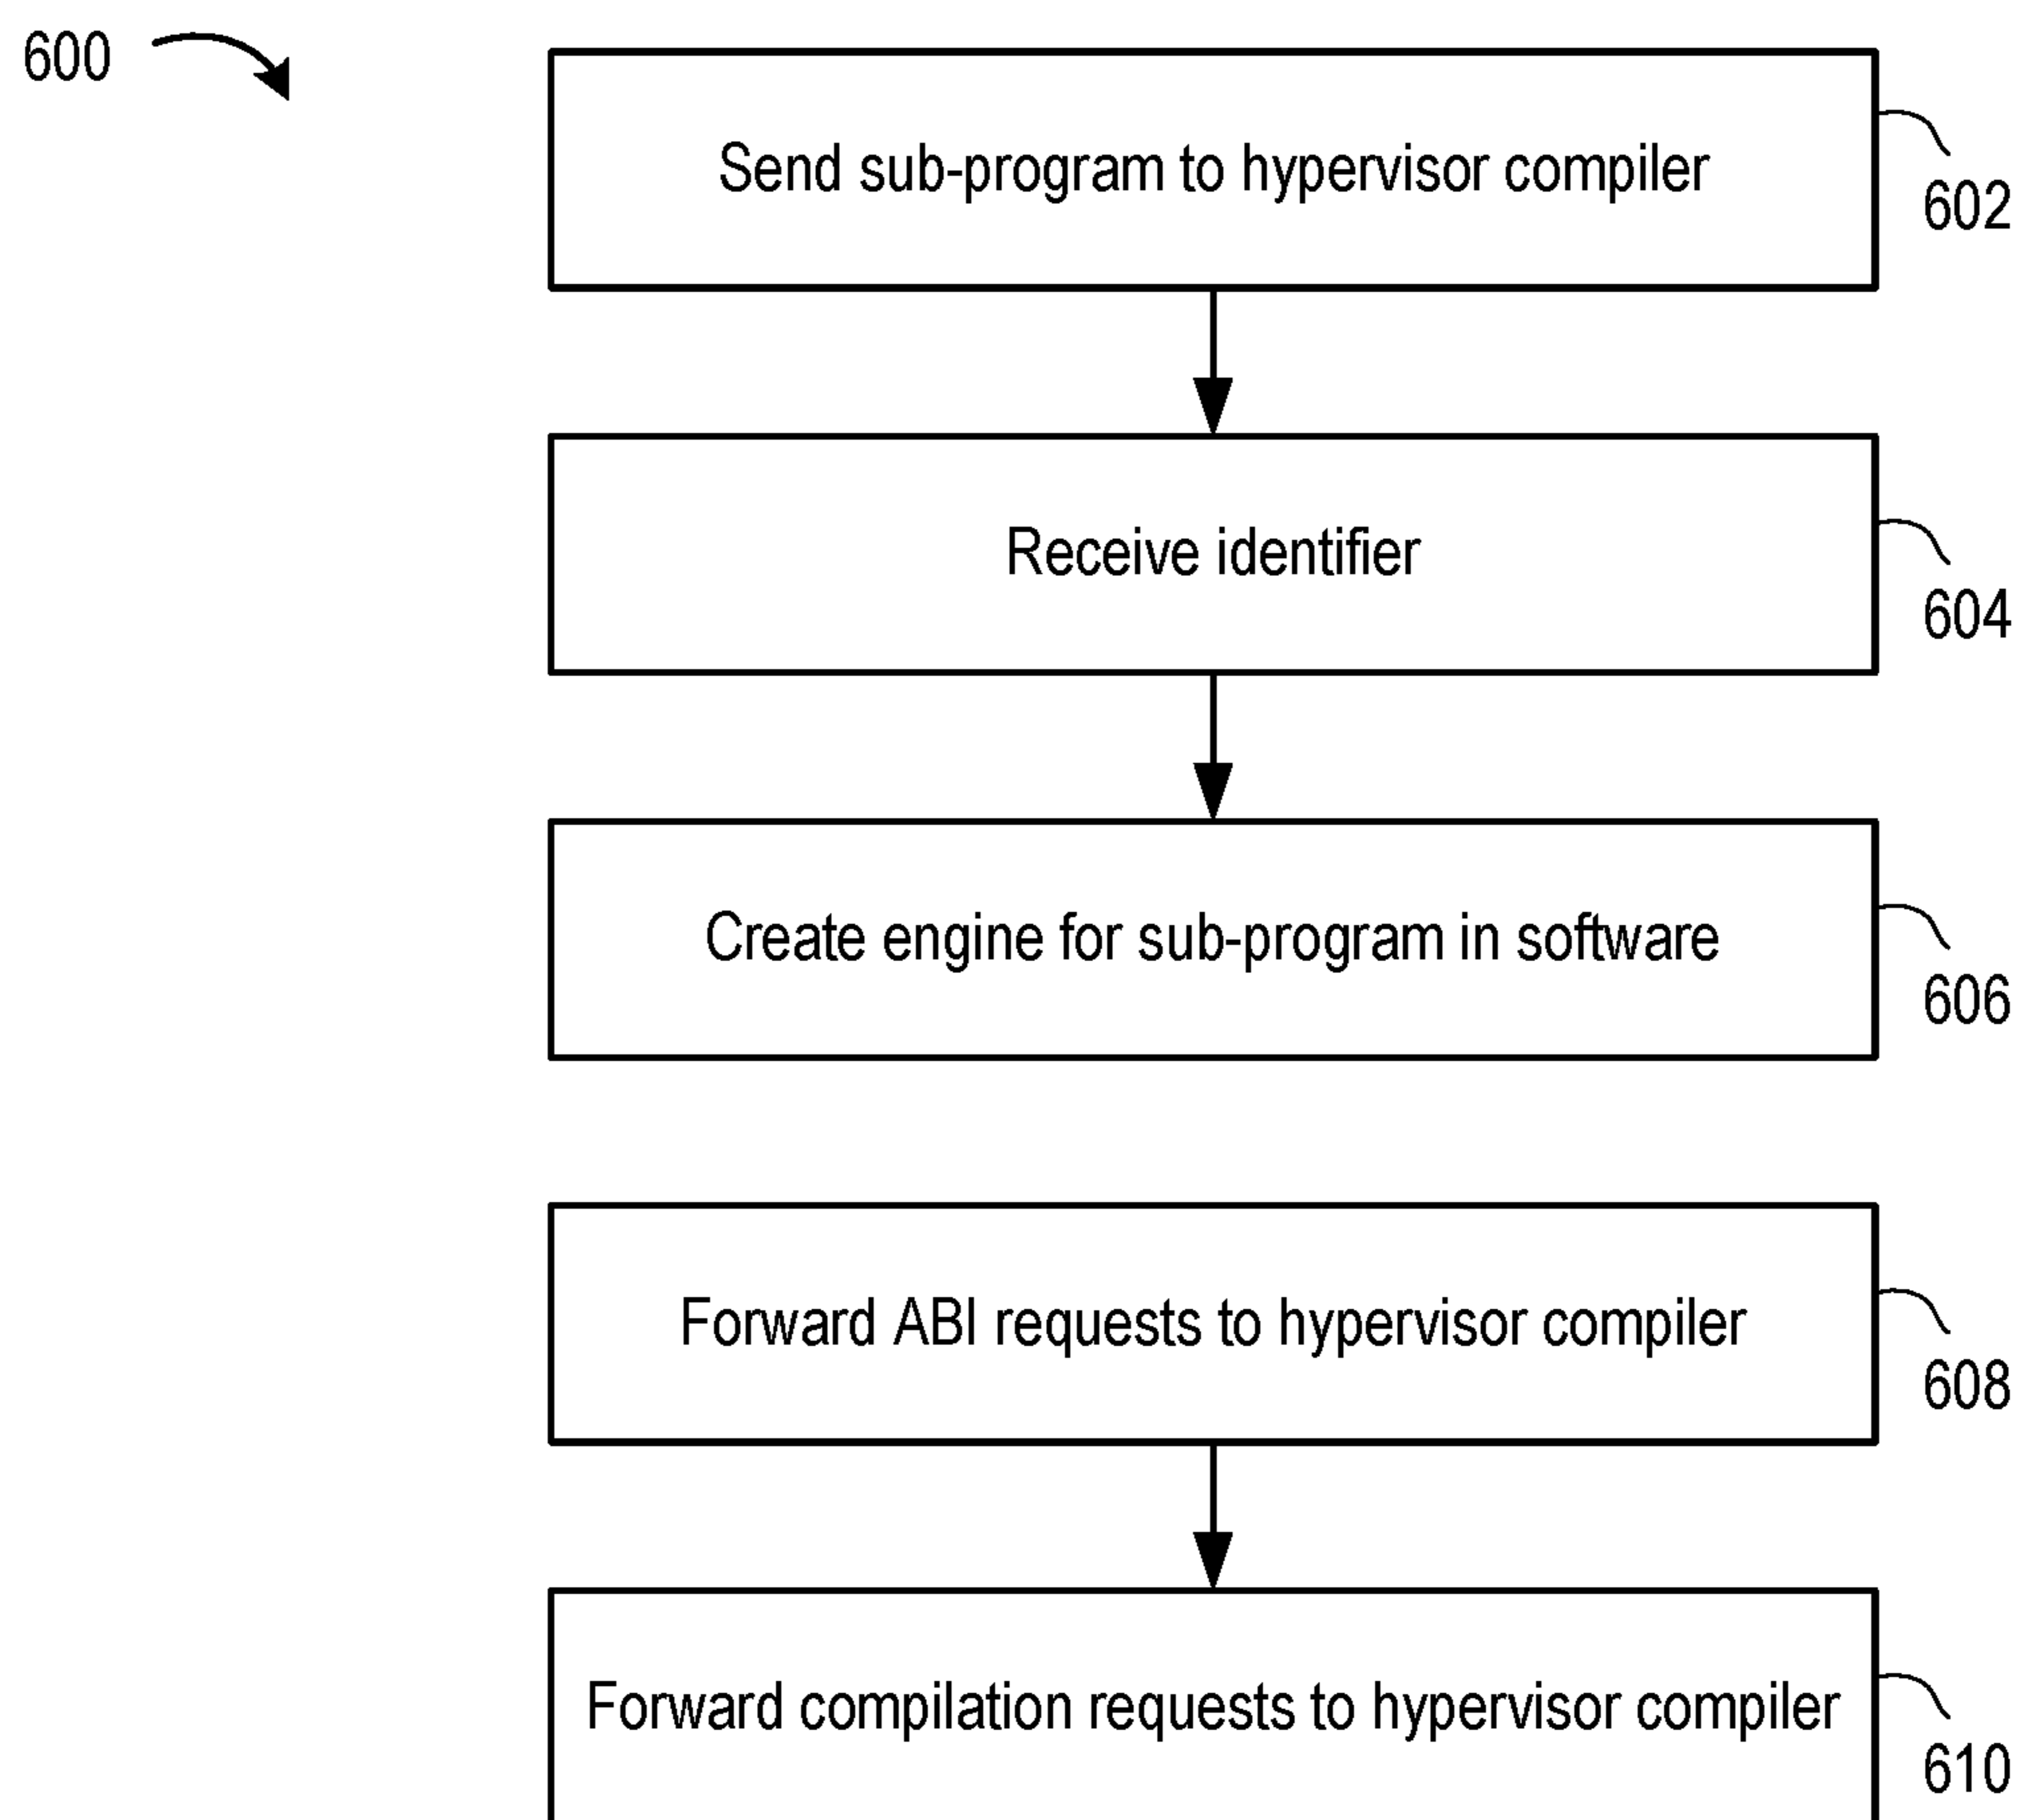 600
Send sub-program to hypervisor compiler
602
Receive identifier
604
Create engine for sub-program in software
606
Forward ABI requests to hypervisor compiler
608
Forward compilation requests to hypervisor compiler
610